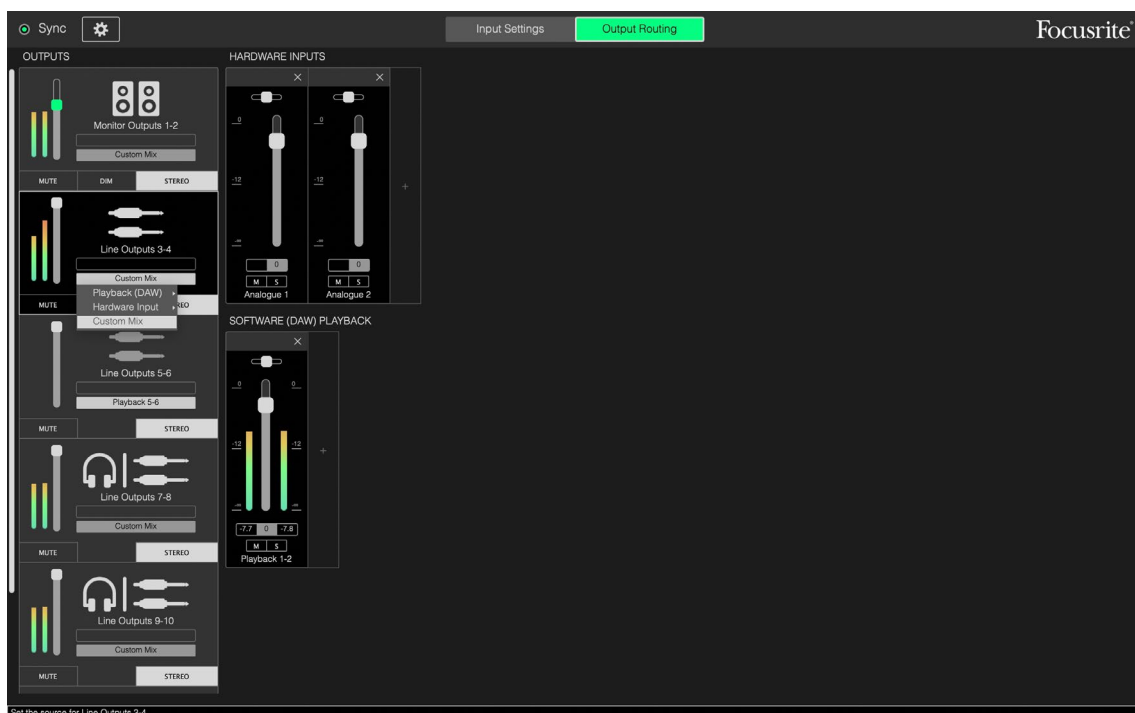 Sync
Input Settings
Output Routing
Focusrite®
OUTPUTS
Monitor Outputs 1-2
Custom Mix
MUTE DIM STEREO
Line Outputs 3-4
Custom Mix
Playback (DAW)
Hardware Input
Custom Mix
MUTE REO
Line Outputs 5-6
Playback 5-6
MUTE STEREO
Line Outputs 7-8
Custom Mix
MUTE STEREO
Line Outputs 9-10
Custom Mix
MUTE STEREO
HARDWARE INPUTS
0 0
-12 -12
-∞ -∞
0 0
M S M S
Analogue 1 Analogue 2
+
SOFTWARE (DAW) PLAYBACK
0 0
-12 -12
-∞ -∞
-7.7 0 -7.8
M S
Playback 1-2
+
Set the source for Line Outputs 3-4